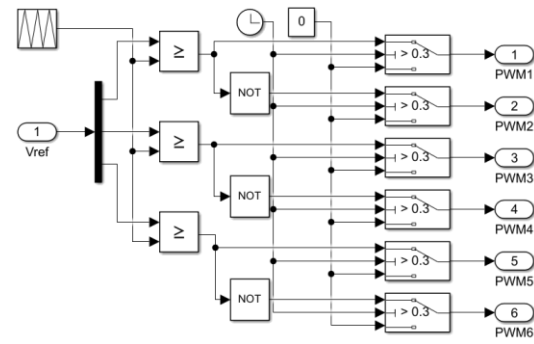 ≥
0
> 0.3
1
PWM1
NOT
> 0.3
2
PWM2
1
Vref
≥
> 0.3
3
PWM3
NOT
> 0.3
4
PWM4
≥
> 0.3
5
PWM5
NOT
> 0.3
6
PWM6